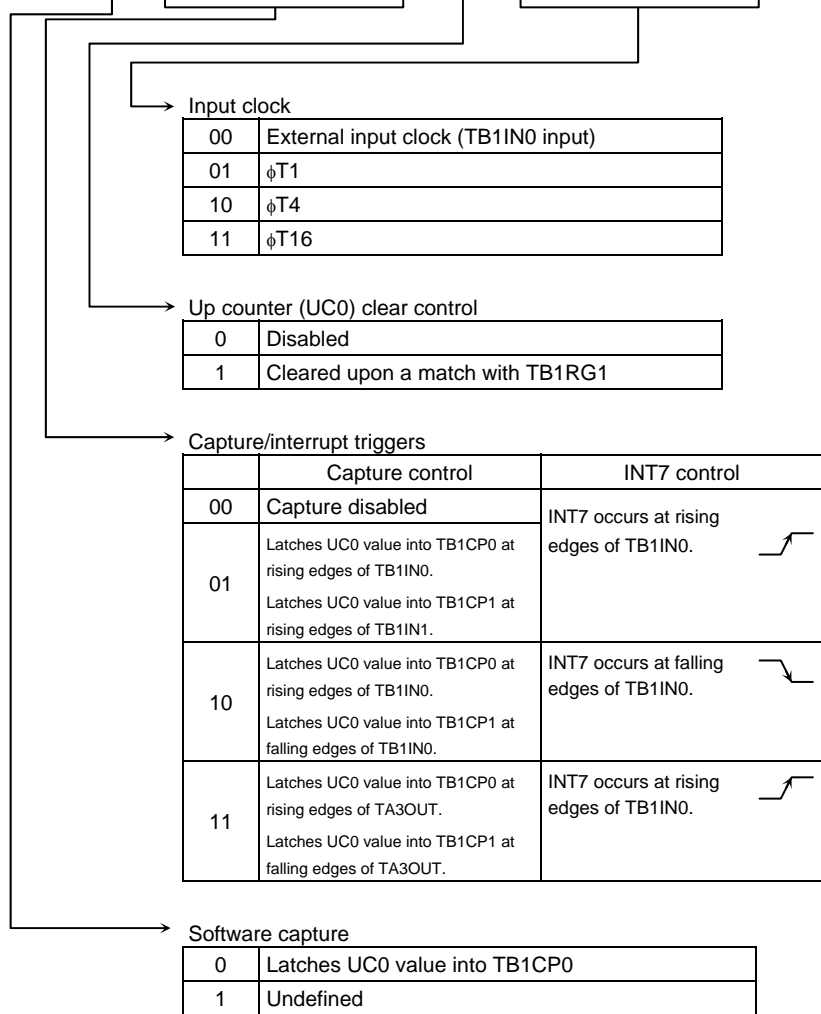 Input clock
00 External input clock (TB1IN0 input)
01 ϕT1
10 ϕT4
11 ϕT16
Up counter (UC0) clear control
0 Disabled
1 Cleared upon a match with TB1RG1
Capture/interrupt triggers
Capture control INT7 control
00 Capture disabled
INT7 occurs at rising
edges of TB1IN0.
01
Latches UC0 value into TB1CP0 at
rising edges of TB1IN0.
Latches UC0 value into TB1CP1 at
rising edges of TB1IN1.
10
Latches UC0 value into TB1CP0 at
rising edges of TB1IN0.
Latches UC0 value into TB1CP1 at
falling edges of TB1IN0.
INT7 occurs at falling
edges of TB1IN0.
11
Latches UC0 value into TB1CP0 at
rising edges of TA3OUT.
Latches UC0 value into TB1CP1 at
falling edges of TA3OUT.
INT7 occurs at rising
edges of TB1IN0.
Software capture
0 Latches UC0 value into TB1CP0
1 Undefined